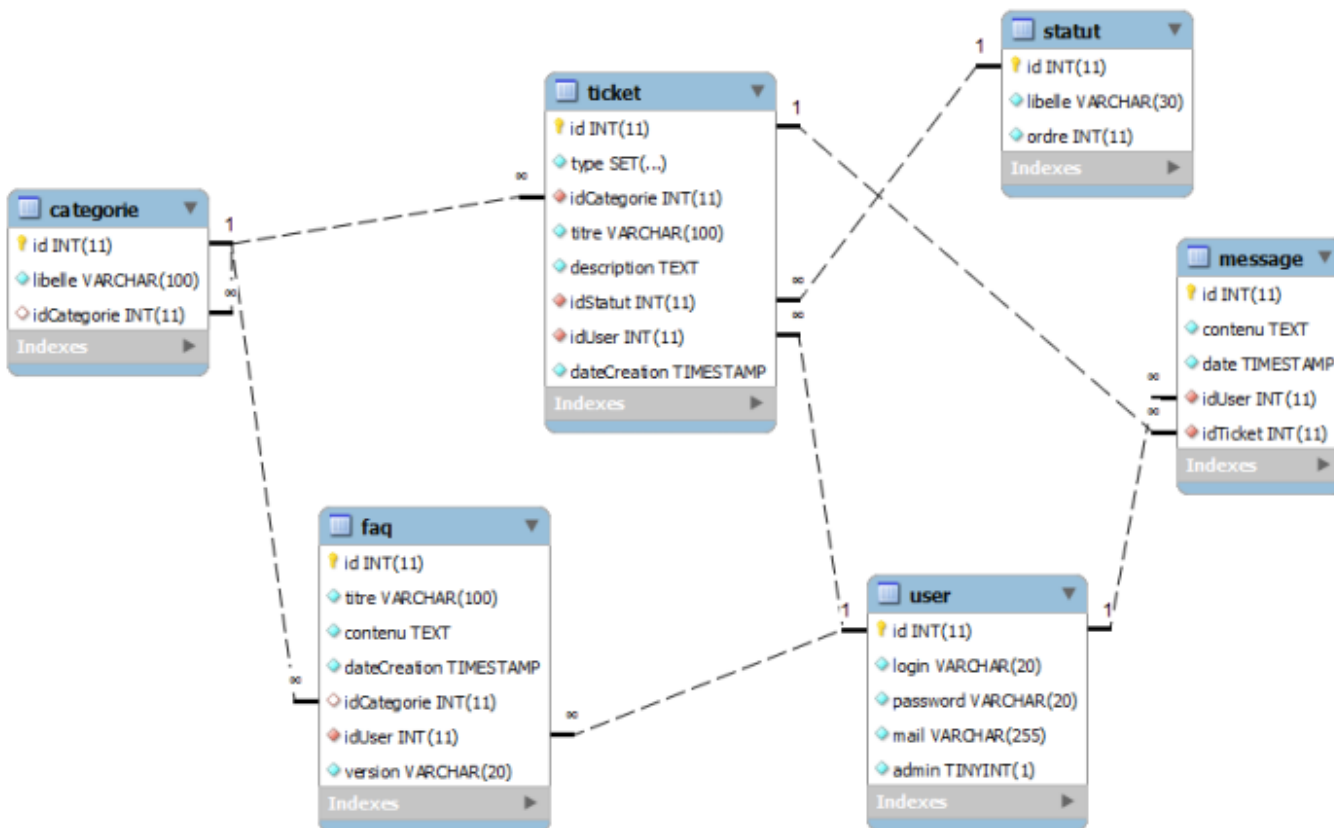 statut
id INT(11)
libelle VARCHAR(30)
ordre INT(11)
Indexes
1
ticket
id INT(11)
type SET(...)
idCategorie INT(11)
titre VARCHAR(100)
description TEXT
idStatut INT(11)
idUser INT(11)
dateCreation TIMESTAMP
Indexes
1
∞
∞
∞
categorie
id INT(11)
libelle VARCHAR(100)
idCategorie INT(11)
Indexes
1
∞
message
id INT(11)
contenu TEXT
date TIMESTAMP
idUser INT(11)
idTicket INT(11)
Indexes
∞
∞
faq
id INT(11)
titre VARCHAR(100)
contenu TEXT
dateCreation TIMESTAMP
idCategorie INT(11)
idUser INT(11)
version VARCHAR(20)
Indexes
∞
∞
user
id INT(11)
login VARCHAR(20)
password VARCHAR(20)
mail VARCHAR(255)
admin TINYINT(1)
Indexes
1
1